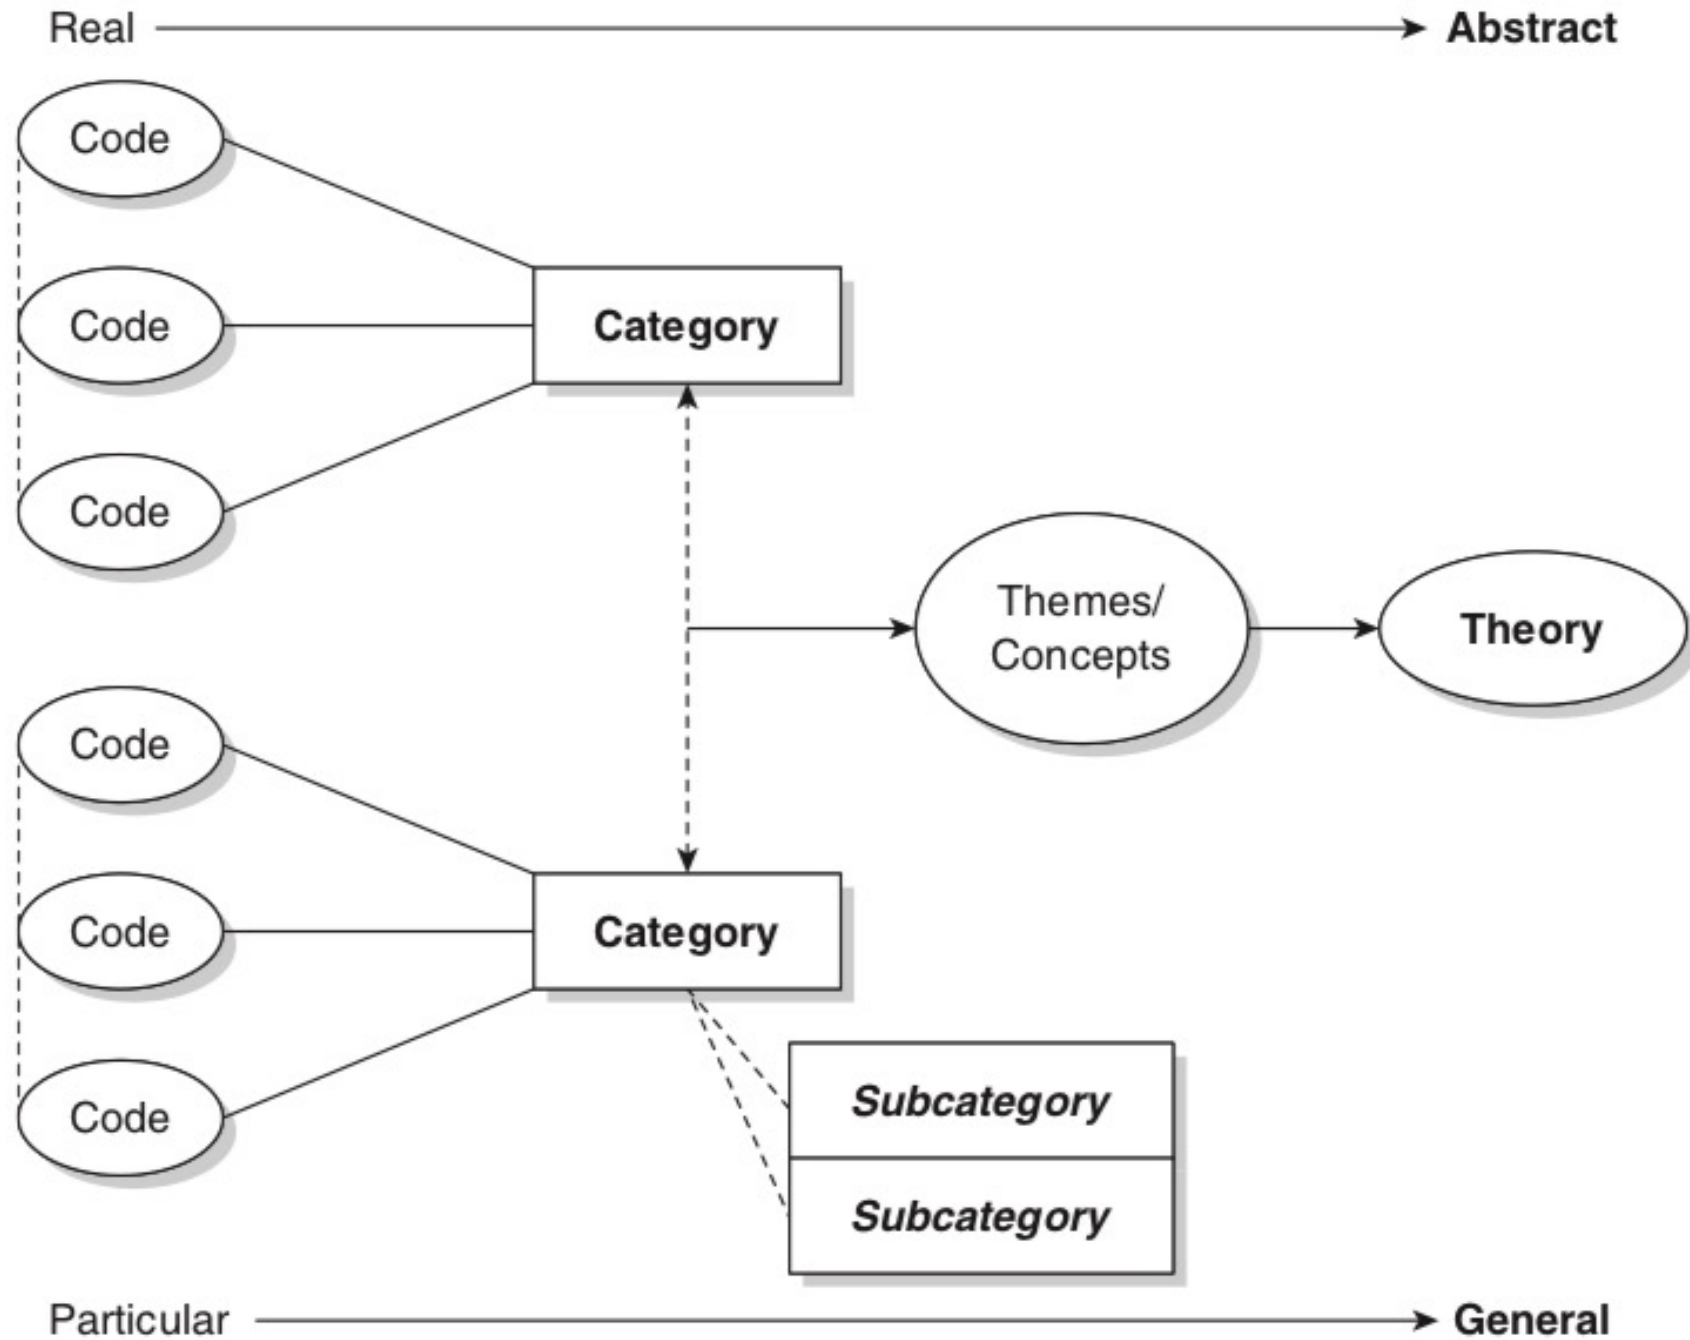 Real
Abstract
Code
Code
Category
Code
Themes/
Concepts
Theory
Code
Code
Category
Code
Subcategory
Subcategory
Particular
General